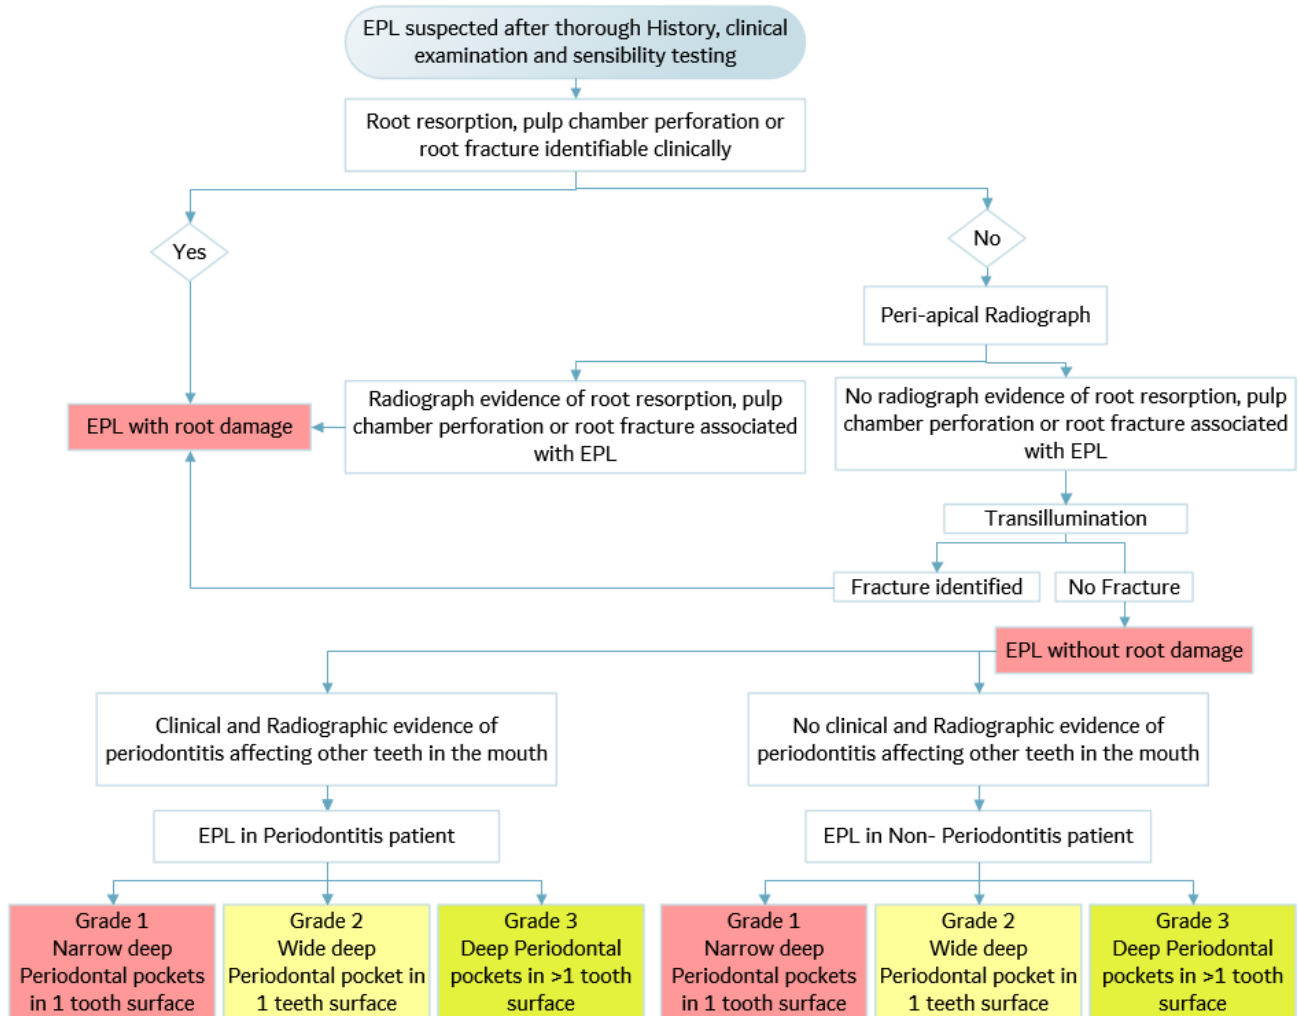 EPL suspected after thorough History, clinical
examination and sensibility testing
Root resorption, pulp chamber perforation or
root fracture identifiable clinically
Yes
No
Peri-apical Radiograph
Radiograph evidence of root resorption, pulp
chamber perforation or root fracture associated
with EPL
No radiograph evidence of root resorption, pulp
chamber perforation or root fracture associated
with EPL
EPL with root damage
Transillumination
Fracture identified
No Fracture
EPL without root damage
Clinical and Radiographic evidence of
periodontitis affecting other teeth in the mouth
No clinical and Radiographic evidence of
periodontitis affecting other teeth in the mouth
EPL in Periodontitis patient
EPL in Non- Periodontitis patient
Grade 1
Narrow deep
Periodontal pockets
in 1 tooth surface
Grade 2
Wide deep
Periodontal pocket in
1 teeth surface
Grade 3
Deep Periodontal
pockets in >1 tooth
surface
Grade 1
Narrow deep
Periodontal pockets
in 1 tooth surface
Grade 2
Wide deep
Periodontal pocket in
1 teeth surface
Grade 3
Deep Periodontal
pockets in >1 tooth
surface